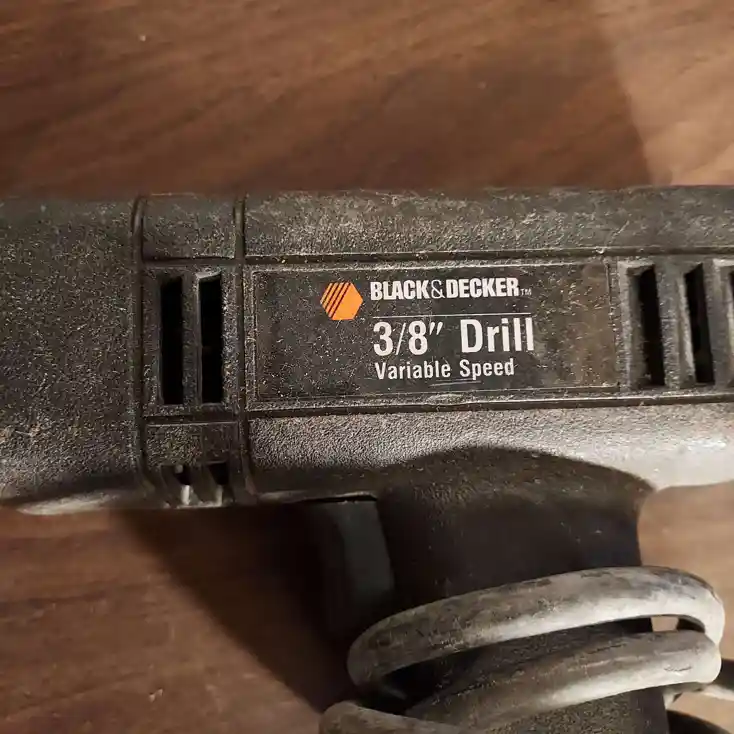 BLACK&DECKER™
3/8" Drill
Variable Speed